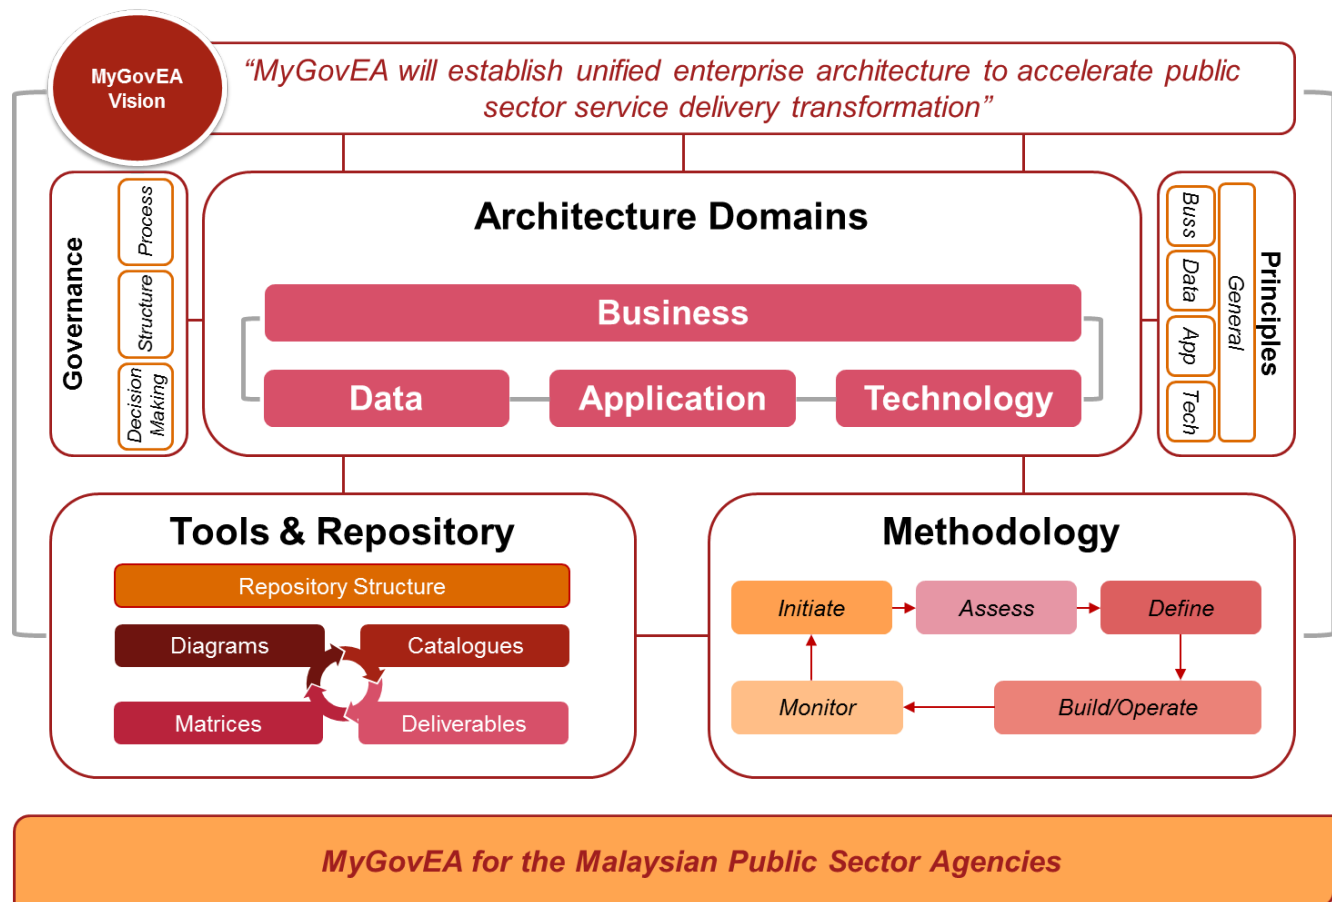 MyGovEA
Vision
“MyGovEA will establish unified enterprise architecture to accelerate public
sector service delivery transformation”
Governance
Process
Structure
Decision
Making
Architecture Domains
Business
Data
Application
Technology
Principles
General
Buss
Data
App
Tech
Tools & Repository
Repository Structure
Diagrams
Catalogues
Matrices
Deliverables
Methodology
Initiate
Assess
Define
Monitor
Build/Operate
MyGovEA for the Malaysian Public Sector Agencies